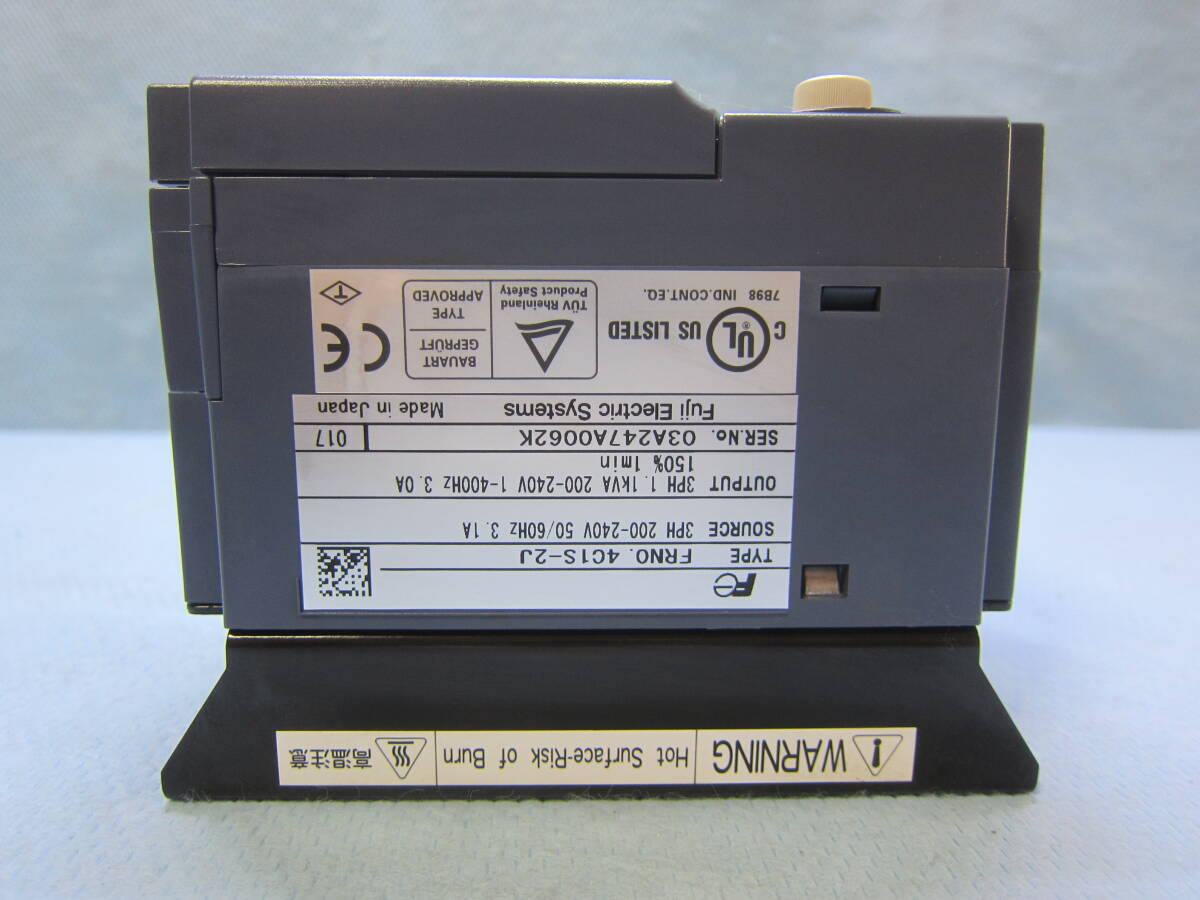 WARNING
Hot Surface-Risk of Burn
高温注意
Fe
TYPE FRN0.4C1S-2J
SOURCE 3PH 200-240V 50/60Hz 3.1A
OUTPUT 3PH 1.1KVA 200-240V 1-400Hz 3.0A
150% 1min
SER.No. 03A247A0062K 017
Fuji Electric Systems Made in Japan
C UL ® US LISTED
7B98 IND.CONT.EQ.
TÜV Rheinland
Product Safety
BAUART
GEPRÜFT
TYPE
APPROVED
CE
T